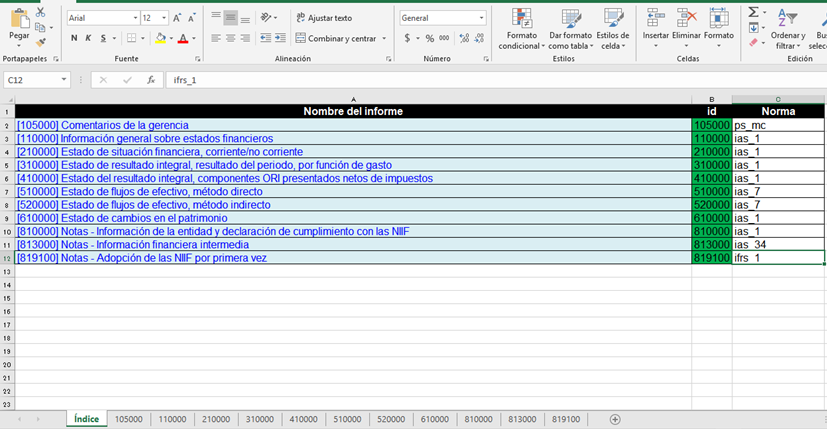 Pegar
Portapapeles
Arial 12
N K S
Fuente
Ajustar texto
Combinar y centrar
Alineación
General
$ % 000
Número
Formato condicional
Dar formato como tabla
Estilos de celda
Estilos
Insertar Eliminar Formato
Celdas
Ordenar y filtrar
Edición
C12 fx ifrs_1
A B C
1 Nombre del informe id Norma
2 [105000] Comentarios de la gerencia 105000 ps_mc
3 [110000] Información general sobre estados financieros 110000 ias_1
4 [210000] Estado de situación financiera, corriente/no corriente 210000 ias_1
5 [310000] Estado de resultado integral, resultado del periodo, por función de gasto 310000 ias_1
6 [410000] Estado del resultado integral, componentes ORI presentados netos de impuestos 410000 ias_1
7 [510000] Estado de flujos de efectivo, método directo 510000 ias_7
8 [520000] Estado de flujos de efectivo, método indirecto 520000 ias_7
9 [610000] Estado de cambios en el patrimonio 610000 ias_1
10 [810000] Notas - Información de la entidad y declaración de cumplimiento con las NIIF 810000 ias_1
11 [813000] Notas - Información financiera intermedia 813000 ias_34
12 [819100] Notas - Adopción de las NIIF por primera vez 819100 ifrs_1
13
14
15
16
17
18
19
20
21
22
23
Índice 105000 110000 210000 310000 410000 510000 520000 610000 810000 813000 819100